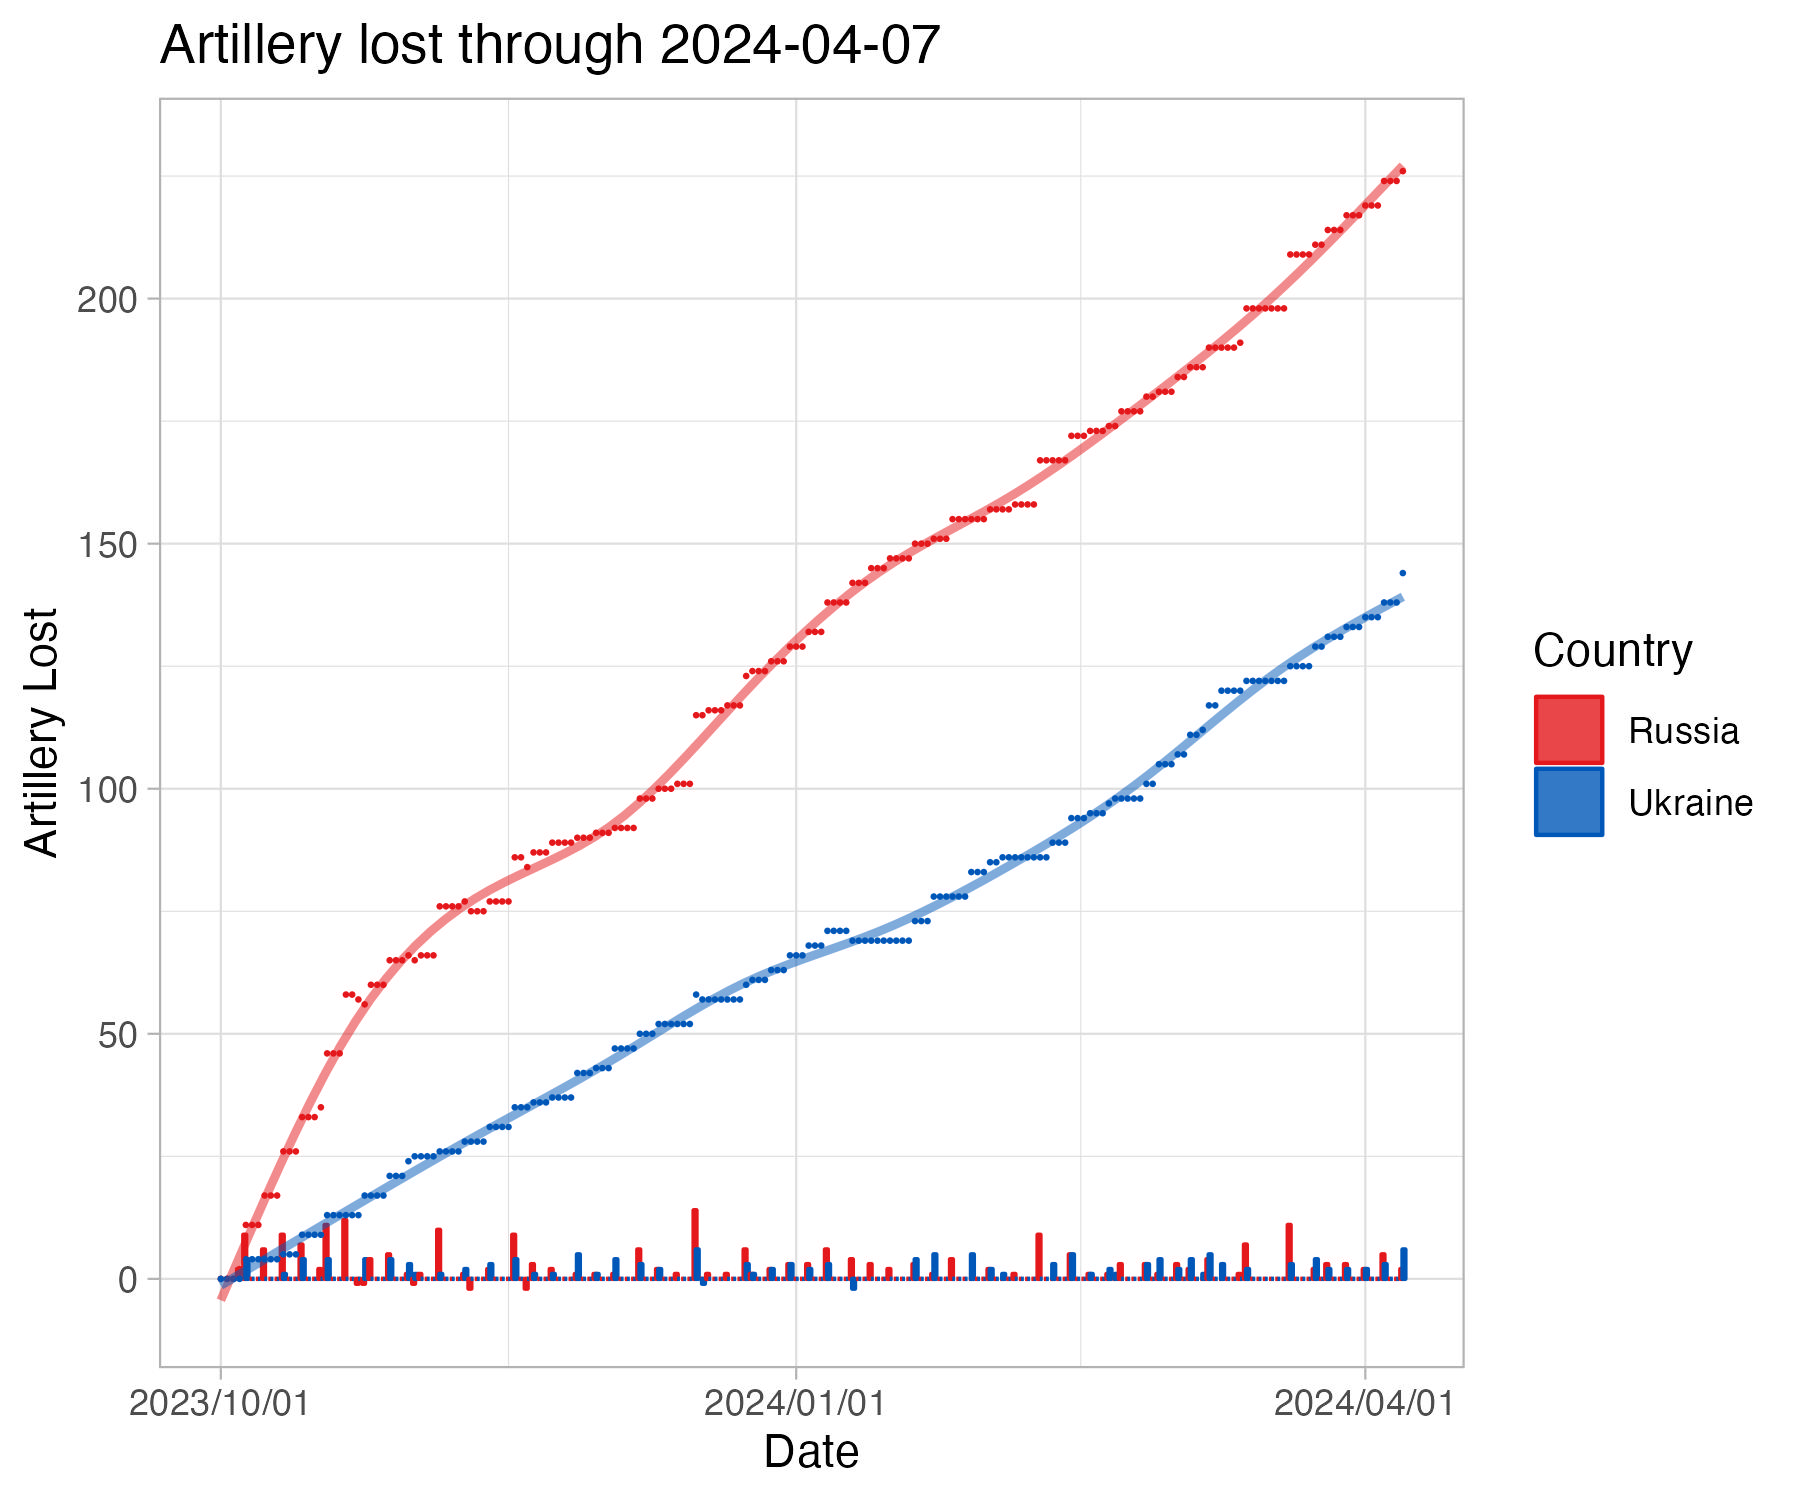 Artillery lost through 2024-04-07
Artillery Lost
200
150
100
50
0
2023/10/01
2024/01/01
2024/04/01
Date
Country
Russia
Ukraine